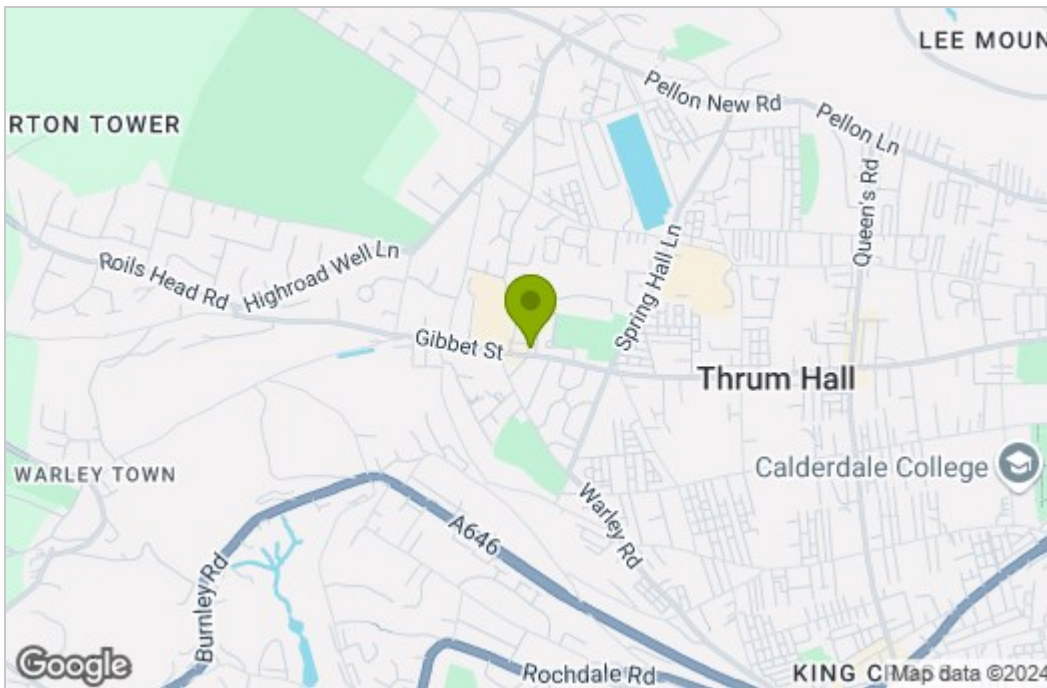 LEE MOUN
Pellon New Rd
Pellon Ln
RTON TOWER
Queen's Rd
Roils Head Rd
Highroad Well Ln
Spring Hall Ln
Gibbet St
Thrum Hall
Calderdale College
WARLEY TOWN
Warley Rd
A646
Burnley Rd
Google
Rochdale Rd
KING C
Map data ©2024